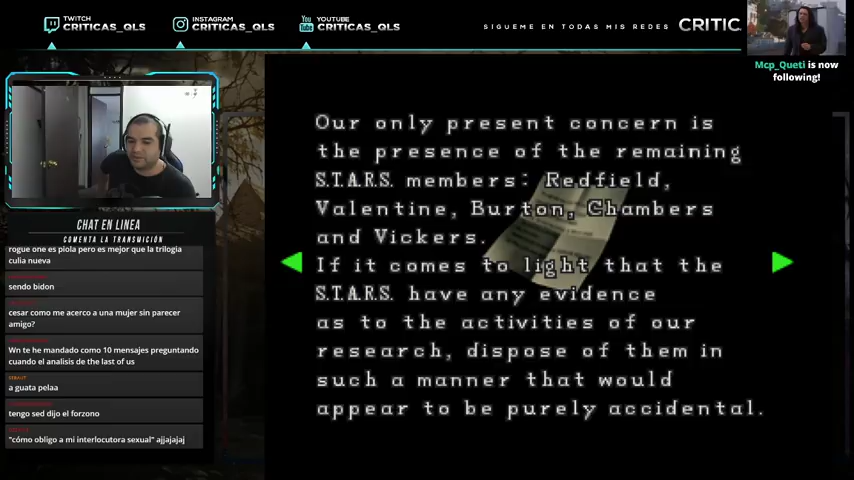 TWITCH
CRITICAS_QLS
INSTAGRAM
CRITICAS_QLS
You
Tube
YOUTUBE
CRITICAS_QLS
SIGUEME EN TODAS MIS REDES
CRITIC
Mcp_Queti is now
following!
CHAT EN LINEA
COMENTA LA TRANSMICIÓN
rogue one es piola pero es mejor que la trilogia
culia nueva
sendo bidon
cesar como me acerco a una mujer sin parecer
amigo?
Wn te he mandado como 10 mensajes preguntando
cuando el analisis de the last of us
a guata pelaa
tengo sed dijo el forzono
"cómo obligo a mi interlocutora sexual" ajjajajaj
Our only present concern is
the presence of the remaining
S.T.A.R.S. members: Redfield,
Valentine, Burton, Chambers
and Vickers.
If it comes to light that the
S.T.A.R.S. have any evidence
as to the activities of our
research, dispose of them in
such a manner that would
appear to be purely accidental.